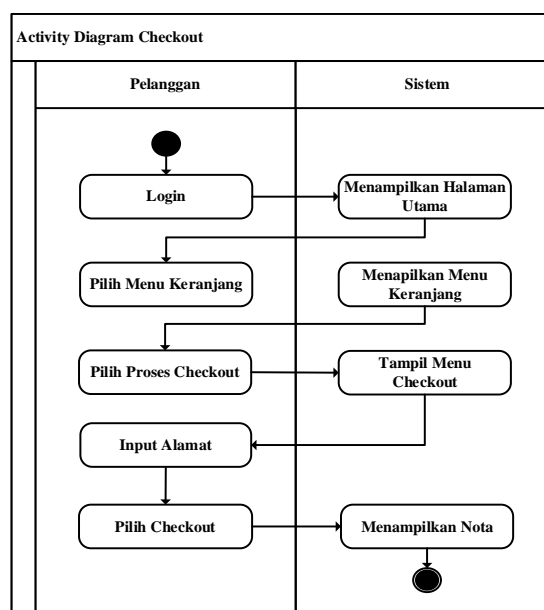 Activity Diagram Checkout
Pelanggan
Sistem
Login
Menampilkan Halaman
Utama
Pilih Menu Keranjang
Menapilkan Menu
Keranjang
Pilih Proses Checkout
Tampil Menu
Checkout
Input Alamat
Pilih Checkout
Menampilkan Nota